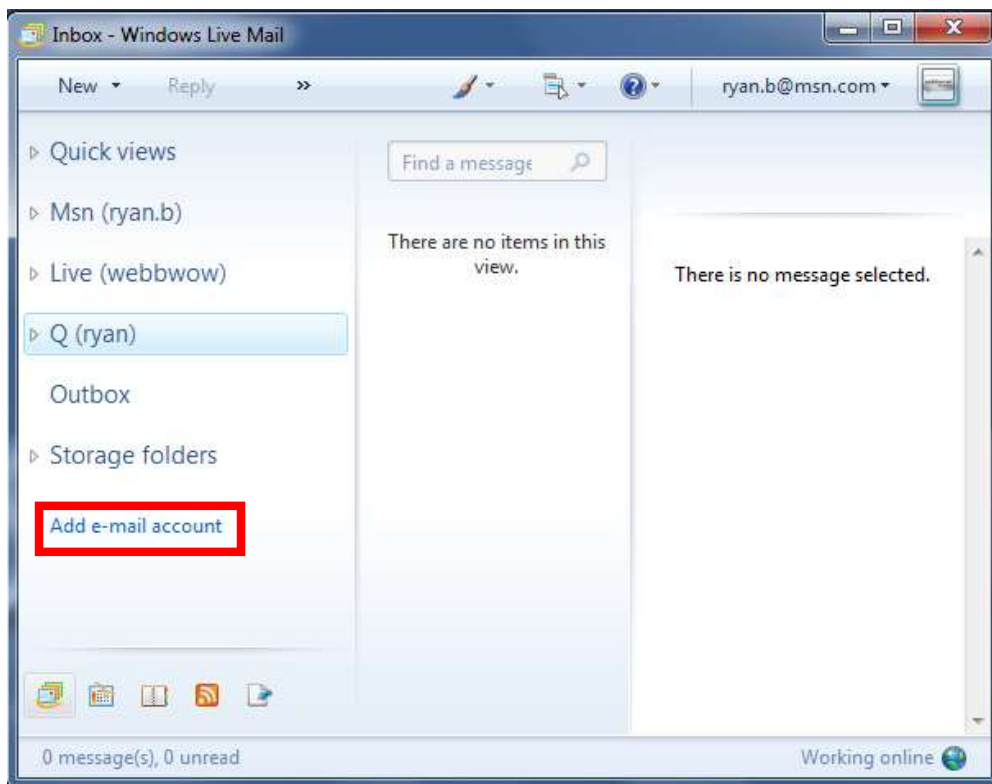 Inbox - Windows Live Mail
New Reply » ryan.b@msn.com
Quick views
Msn (ryan.b)
Live (webbwow)
Q (ryan)
Outbox
Storage folders
Add e-mail account
Find a message
There are no items in this
view.
There is no message selected.
0 message(s), 0 unread
Working online